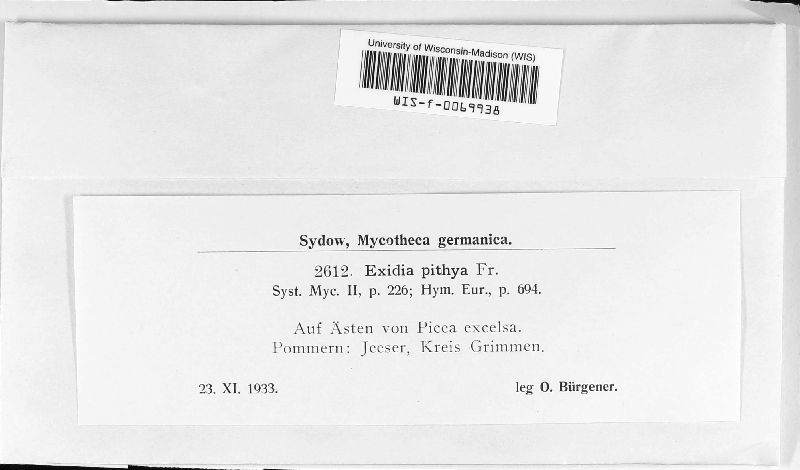 University of Wisconsin-Madison (WIS)
WIS-f-0069938
Sydow, Mycotheca germanica.
2612. Exidia pithya Fr.
Syst. Myc. II, p. 226; Hym. Eur., p. 694.
Auf Ästen von Picea excelsa.
Pommern: Jeeser, Kreis Grimmen.
23. XI. 1933.
leg O. Bürgener.